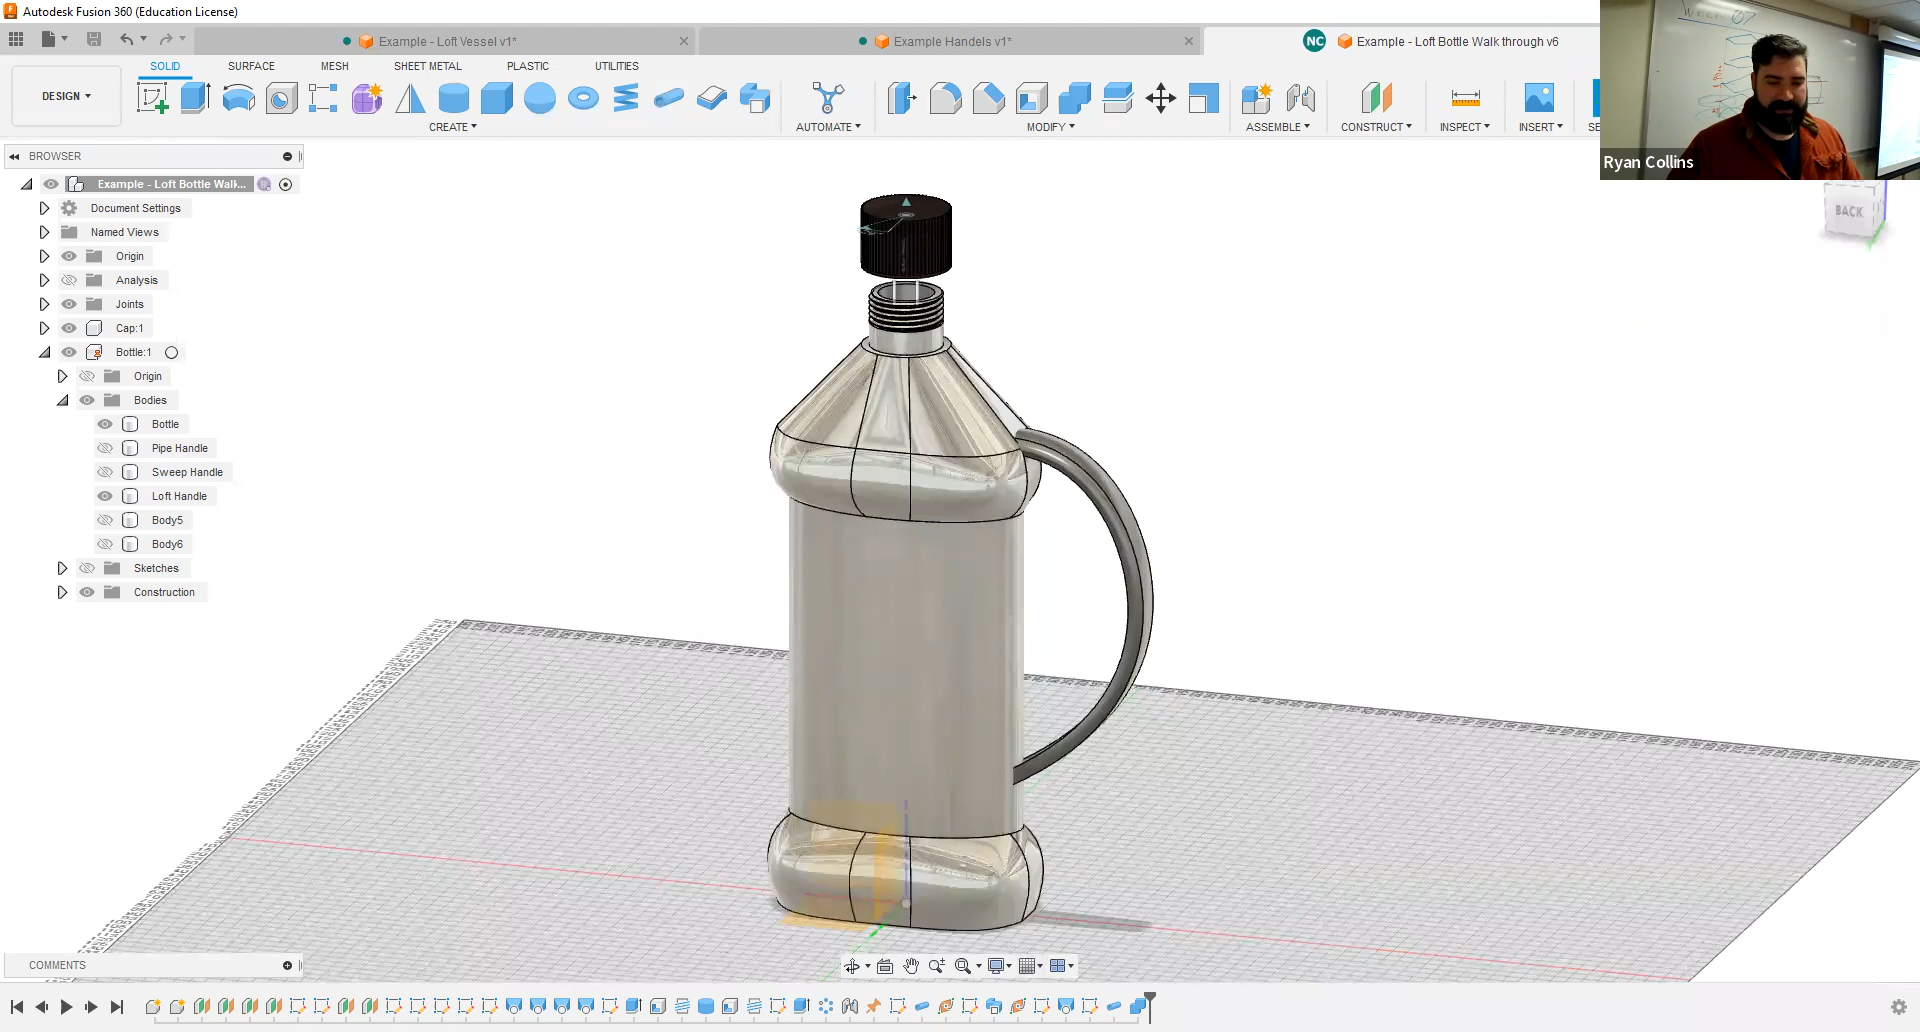 Autodesk Fusion 360 (Education License)
Example - Loft Vessel v1*
Example Handels v1*
NC
Example - Loft Bottle Walk through v6
SOLID
SURFACE
MESH
SHEET METAL
PLASTIC
UTILITIES
DESIGN
CREATE
AUTOMATE
MODIFY
ASSEMBLE
CONSTRUCT
INSPECT
INSERT
SE
Ryan Collins
BACK
BROWSER
Example - Loft Bottle Walk...
Document Settings
Named Views
Origin
Analysis
Joints
Cap:1
Bottle:1
Origin
Bodies
Bottle
Pipe Handle
Sweep Handle
Loft Handle
Body5
Body6
Sketches
Construction
COMMENTS